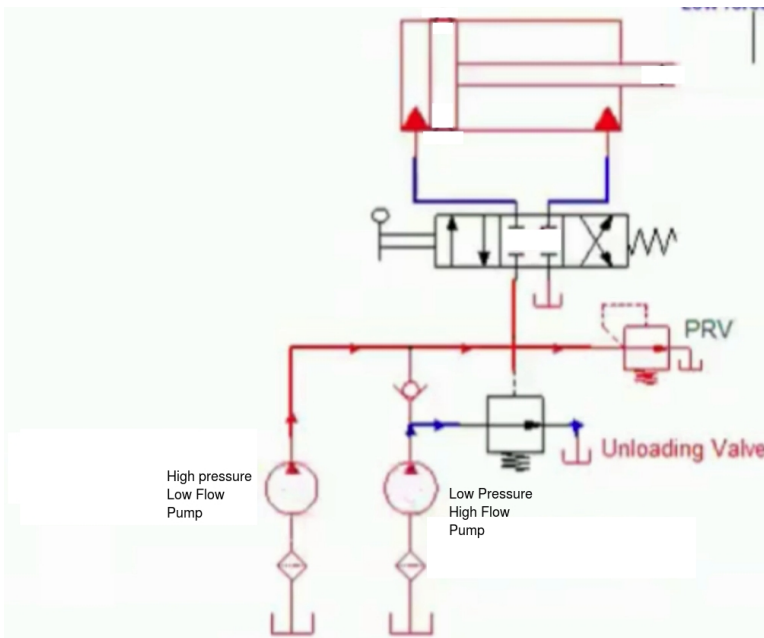 PRV
Unloading Valve
High pressure
Low Flow
Pump
Low Pressure
High Flow
Pump